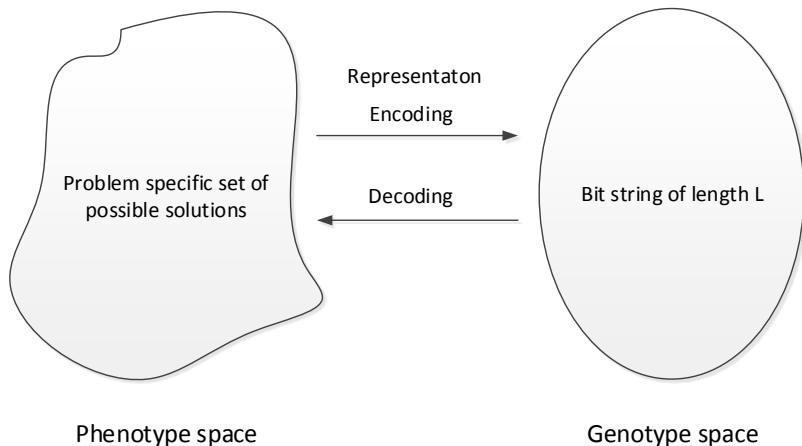 Representaton
Encoding
Problem specific set of
possible solutions
Decoding
Bit string of length L
Phenotype space
Genotype space